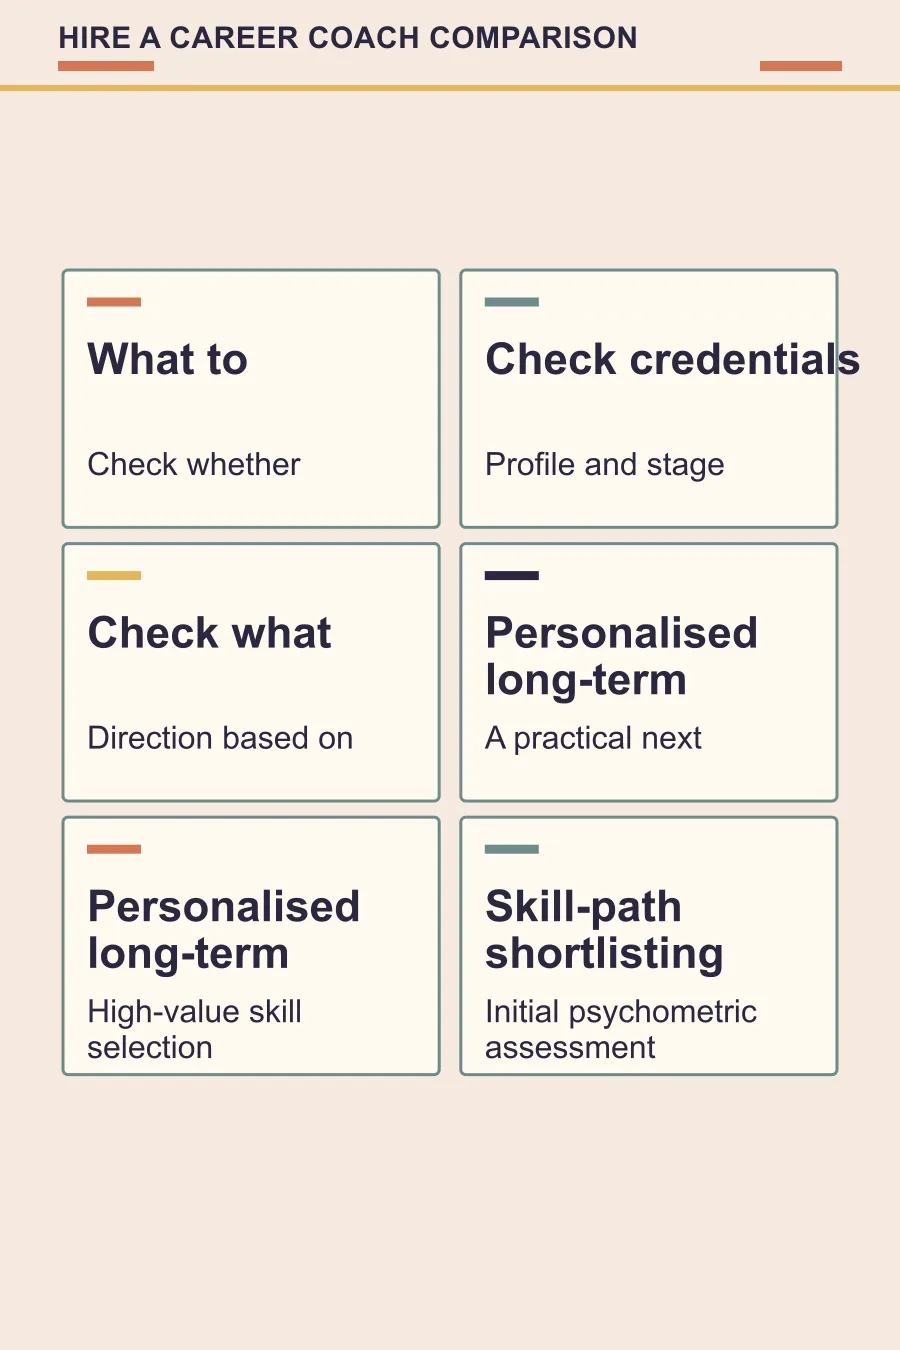 HIRE A CAREER COACH COMPARISON
What to
Check whether
Check credentials
Profile and stage
Check what
Direction based on
Personalised
long-term
A practical next
Personalised
long-term
High-value skill
selection
Skill-path
shortlisting
Initial psychometric
assessment